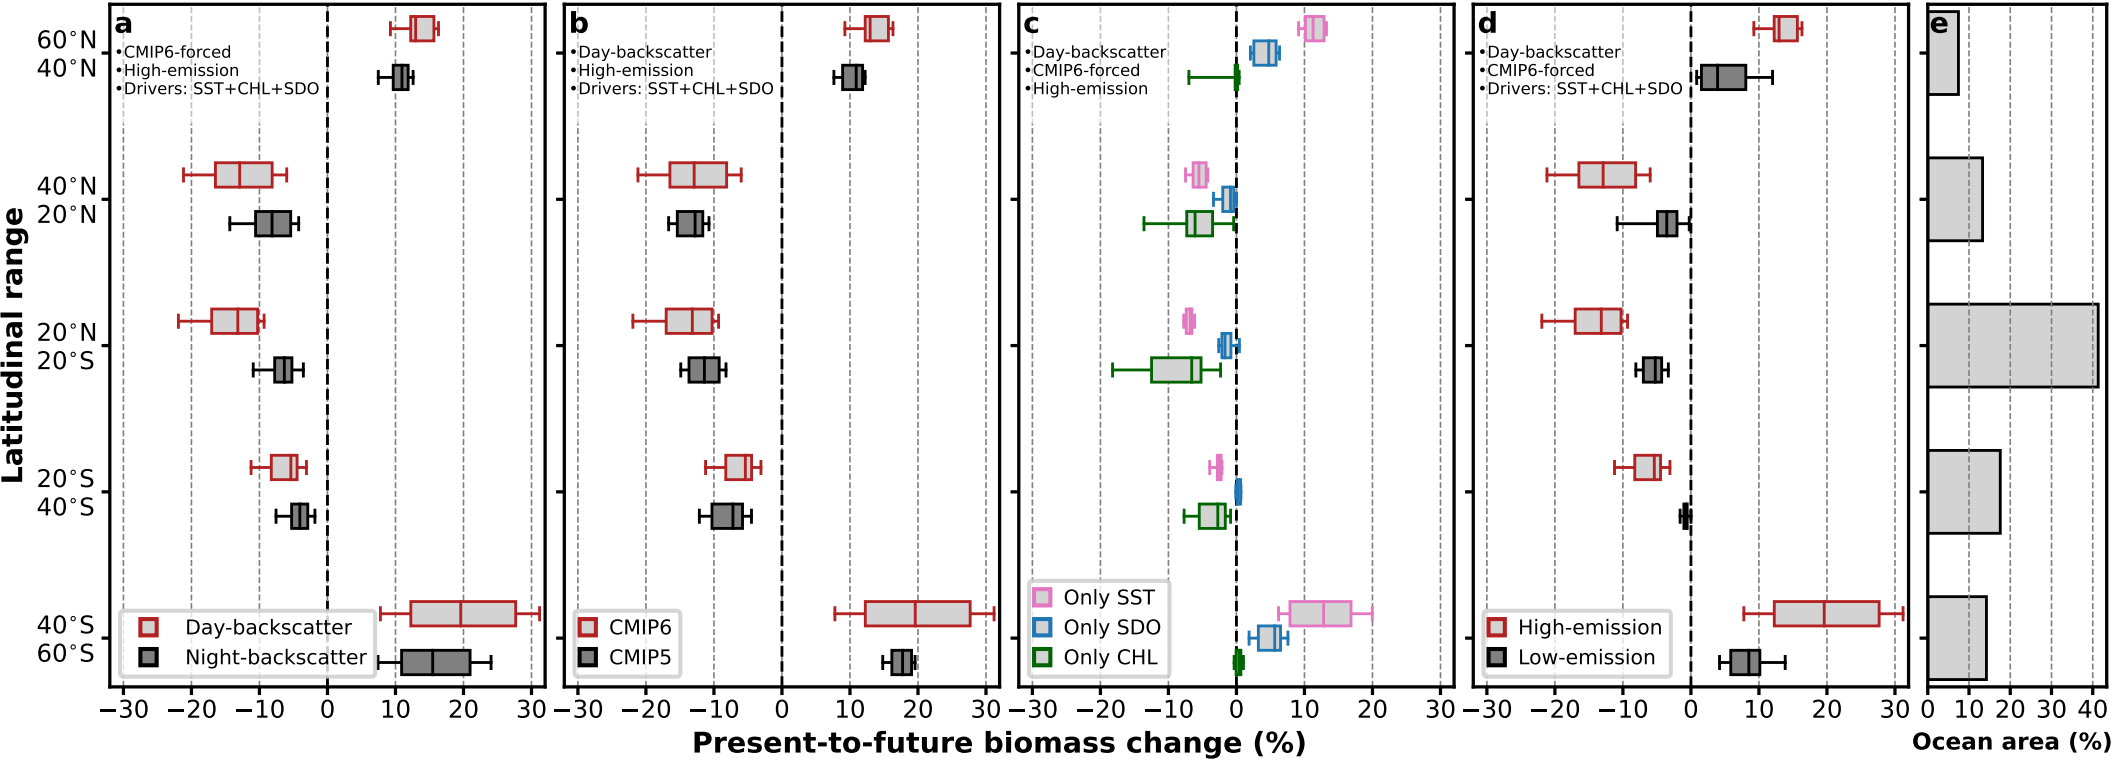 a
•CMIP6-forced
•High-emission
•Drivers: SST+CHL+SDO
b
•Day-backscatter
•High-emission
•Drivers: SST+CHL+SDO
c
•Day-backscatter
•CMIP6-forced
•High-emission
d
•Day-backscatter
•CMIP6-forced
•Drivers: SST+CHL+SDO
e
Latitudinal range
60°N
40°N
40°N
20°N
20°N
20°S
20°S
40°S
40°S
60°S
Day-backscatter
Night-backscatter
CMIP6
CMIP5
Only SST
Only SDO
Only CHL
High-emission
Low-emission
−30 −20 −10 0 10 20 30
−30 −20 −10 0 10 20 30
−30 −20 −10 0 10 20 30
−30 −20 −10 0 10 20 30
0 10 20 30 40
Present-to-future biomass change (%)
Ocean area (%)